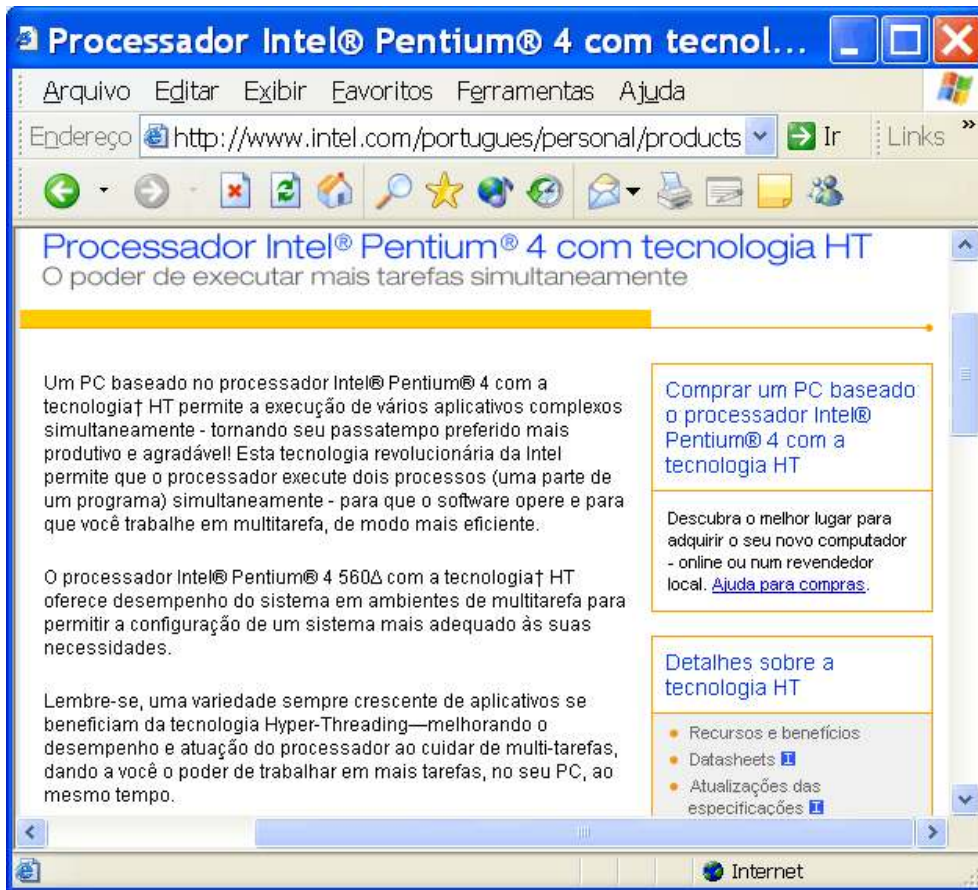 Processador Intel® Pentium® 4 com tecnol...
Arquivo Editar Exibir Favoritos Ferramentas Ajuda
Endereço http://www.intel.com/portugues/personal/products Ir Links »
Processador Intel® Pentium® 4 com tecnologia HT
O poder de executar mais tarefas simultaneamente
Um PC baseado no processador Intel® Pentium® 4 com a
tecnologia† HT permite a execução de vários aplicativos complexos
simultaneamente - tornando seu passatempo preferido mais
produtivo e agradável! Esta tecnologia revolucionária da Intel
permite que o processador execute dois processos (uma parte de
um programa) simultaneamente - para que o software opere e para
que você trabalhe em multitarefa, de modo mais eficiente.
O processador Intel® Pentium® 4 560Δ com a tecnologia† HT
oferece desempenho do sistema em ambientes de multitarefa para
permitir a configuração de um sistema mais adequado às suas
necessidades.
Lembre-se, uma variedade sempre crescente de aplicativos se
beneficiam da tecnologia Hyper-Threading—melhorando o
desempenho e atuação do processador ao cuidar de multi-tarefas,
dando a você o poder de trabalhar em mais tarefas, no seu PC, ao
mesmo tempo.
Comprar um PC baseado
o processador Intel®
Pentium® 4 com a
tecnologia HT
Descubra o melhor lugar para
adquirir o seu novo computador
- online ou num revendedor
local. Ajuda para compras.
Detalhes sobre a
tecnologia HT
• Recursos e benefícios
• Datasheets
• Atualizações das
especificações
Internet